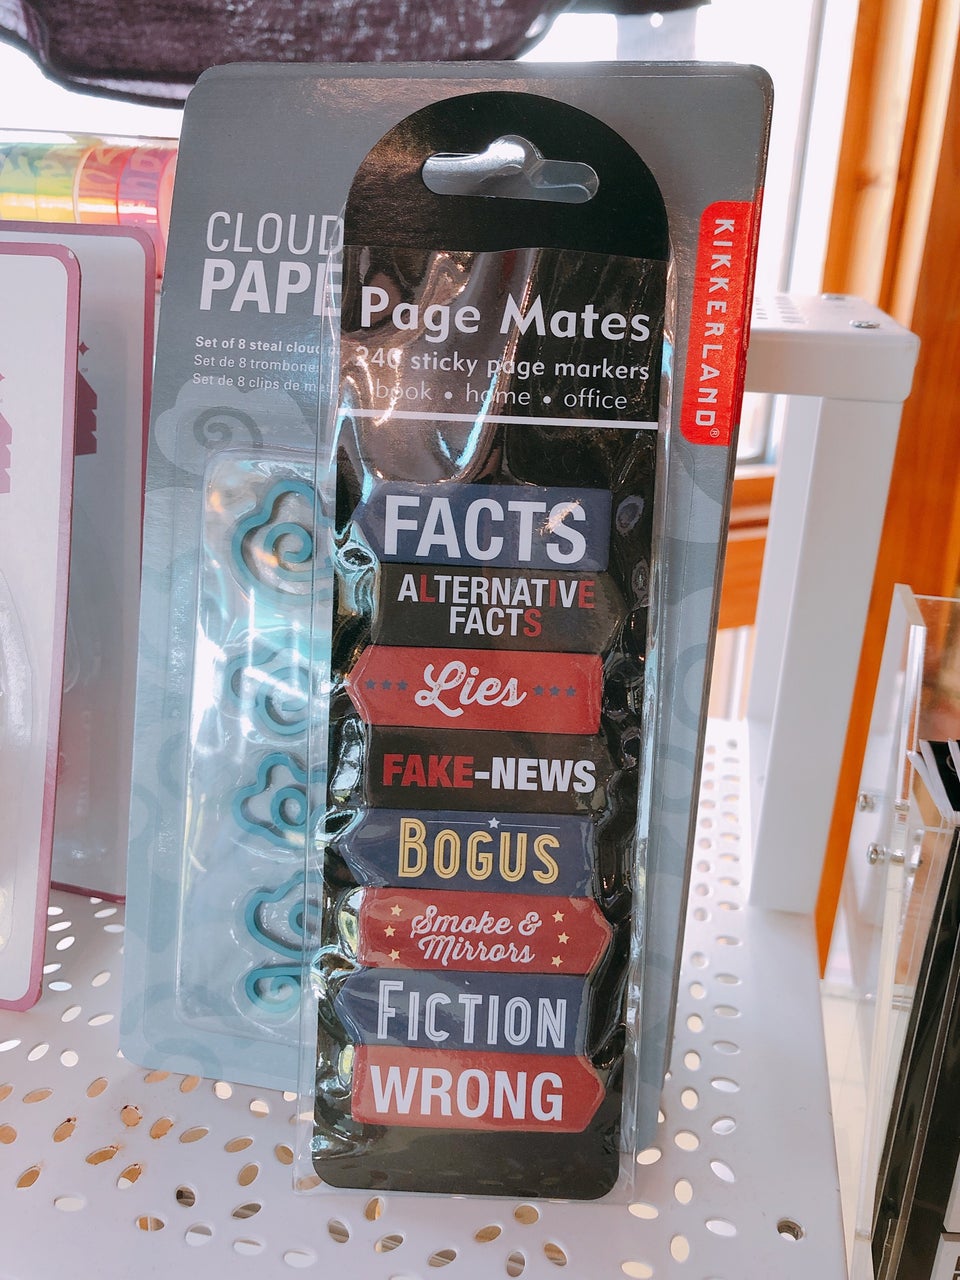 CLOUD
PAPE
Set of 8 steal cloud
Set de 8 trombones
Set de 8 clips de
KIKKERLAND®
Page Mates
240 sticky page markers
book • home • office
FACTS
ALTERNATIVE
FACTS
Lies
FAKE-NEWS
BOGUS
Smoke &
Mirrors
FICTION
WRONG